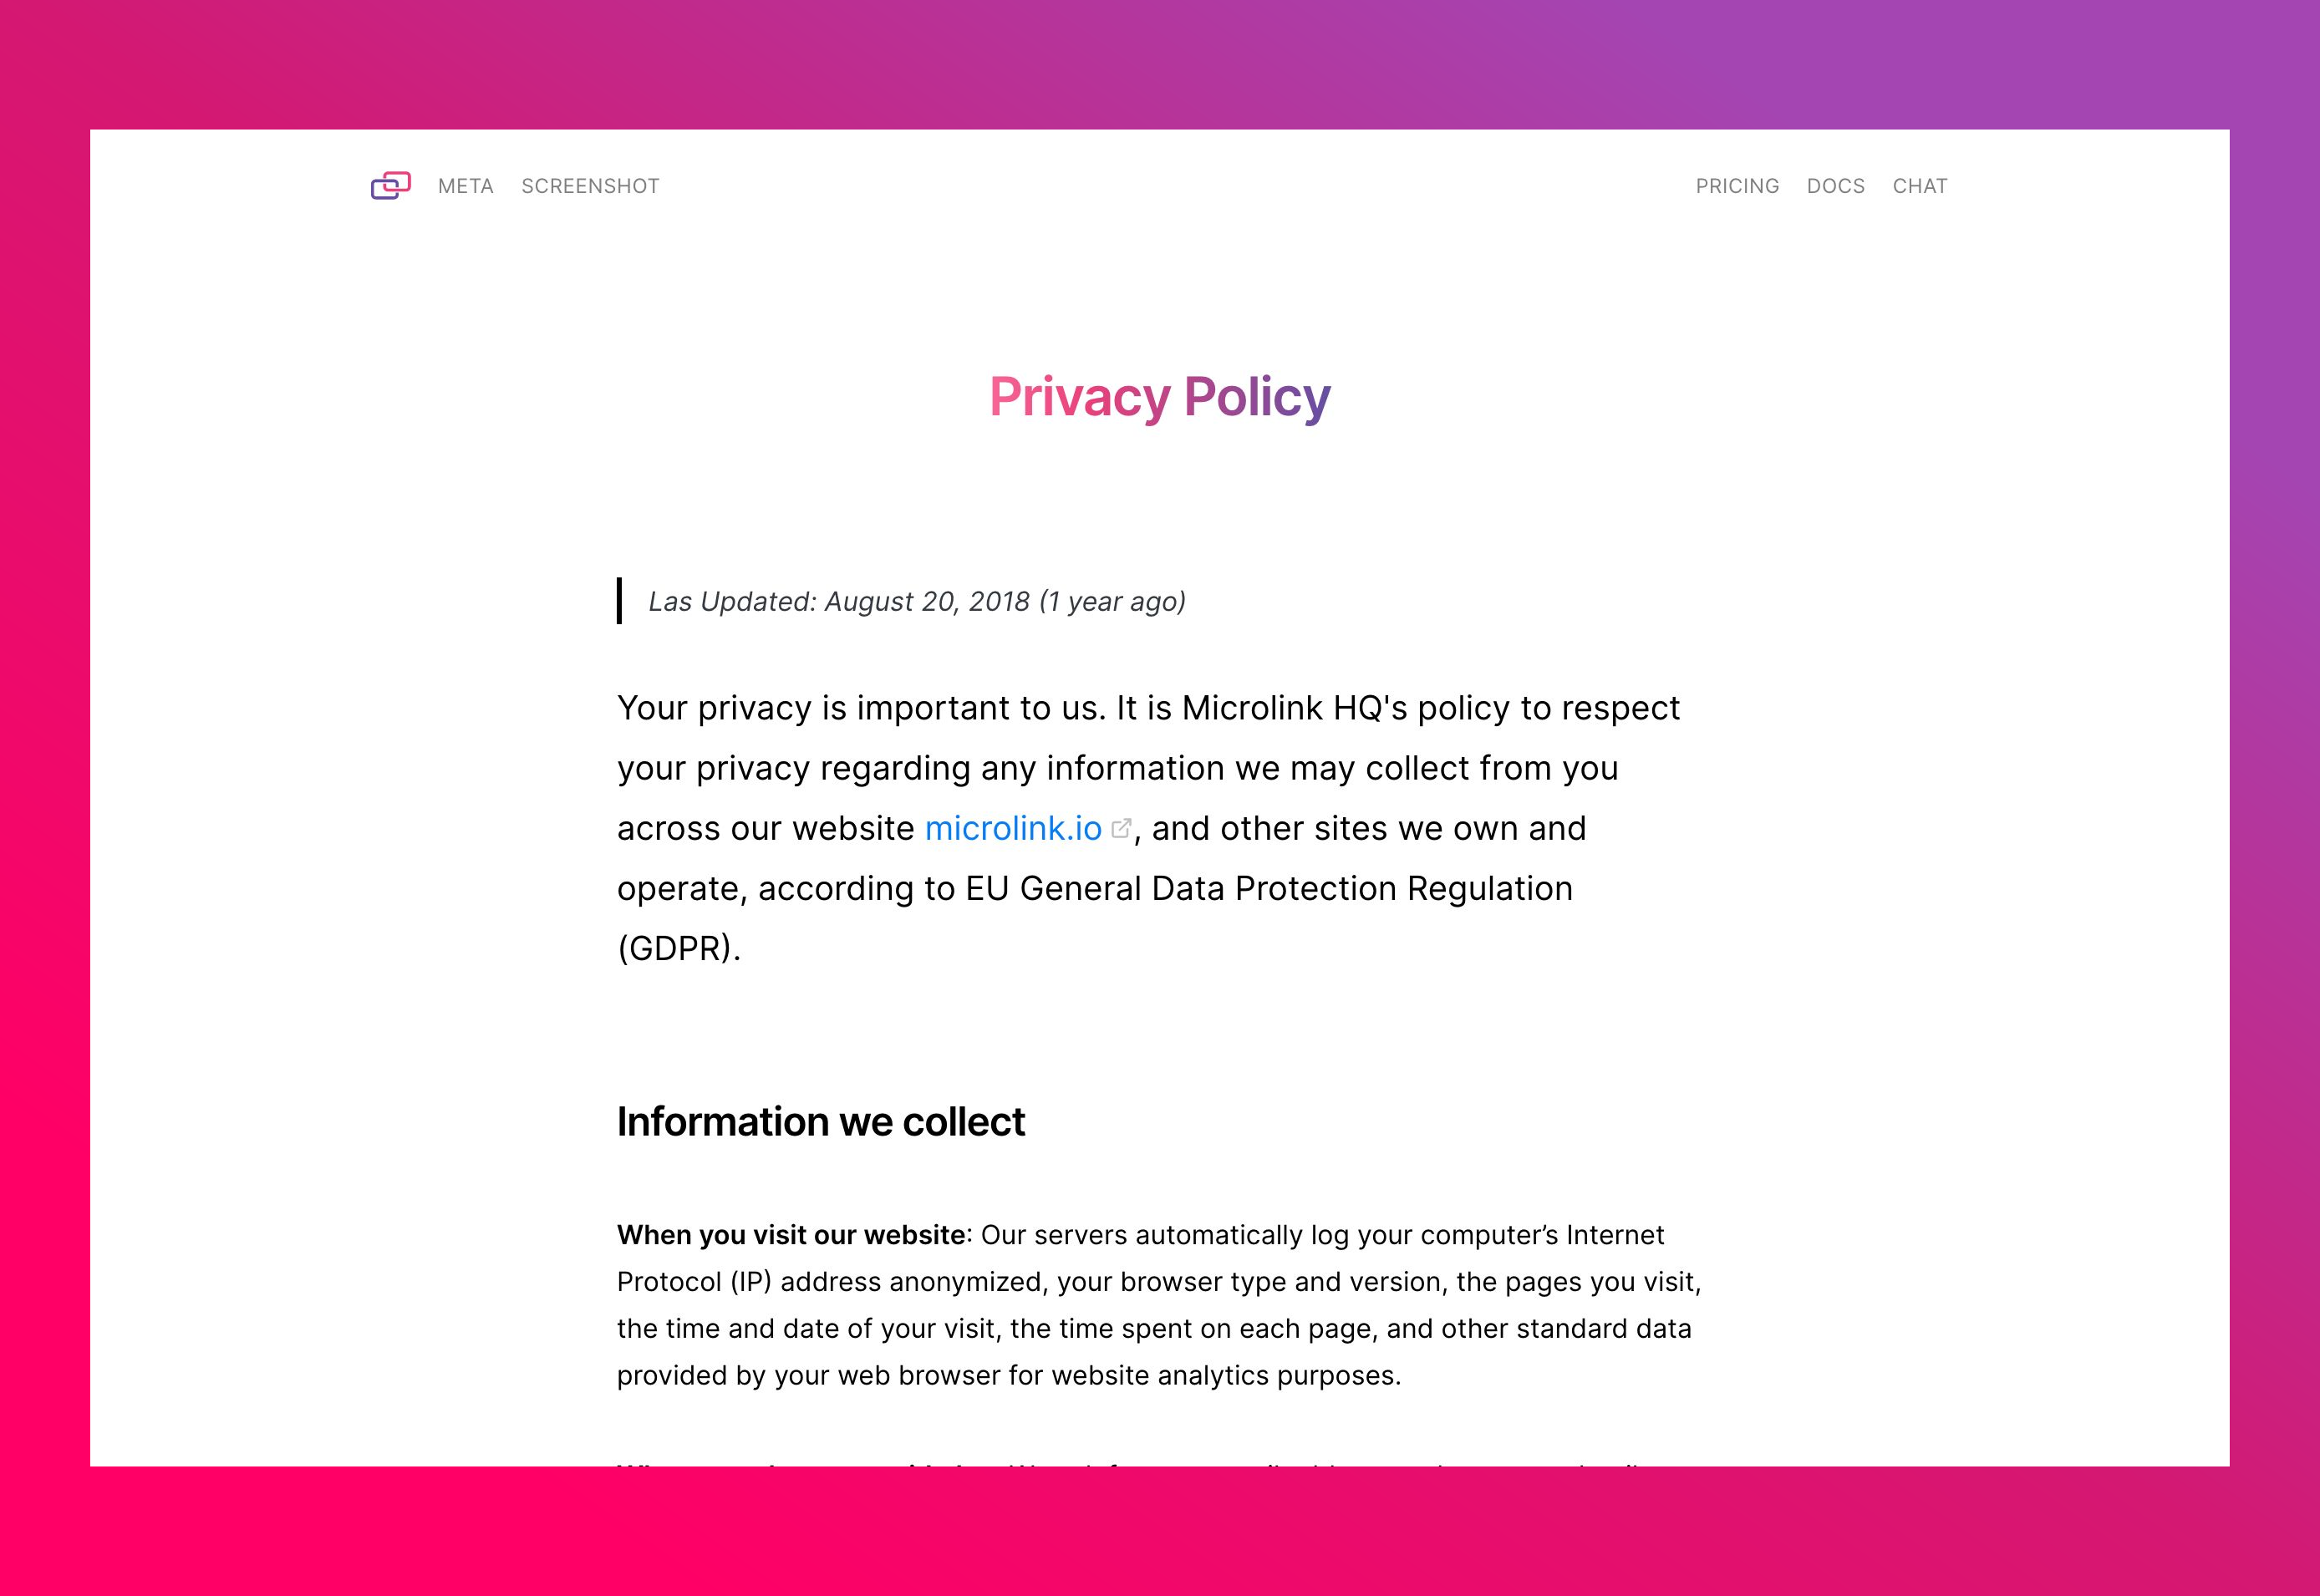 META SCREENSHOT PRICING DOCS CHAT
Privacy Policy
Las Updated: August 20, 2018 (1 year ago)
Your privacy is important to us. It is Microlink HQ's policy to respect
your privacy regarding any information we may collect from you
across our website microlink.io, and other sites we own and
operate, according to EU General Data Protection Regulation
(GDPR).
Information we collect
When you visit our website: Our servers automatically log your computer’s Internet
Protocol (IP) address anonymized, your browser type and version, the pages you visit,
the time and date of your visit, the time spent on each page, and other standard data
provided by your web browser for website analytics purposes.